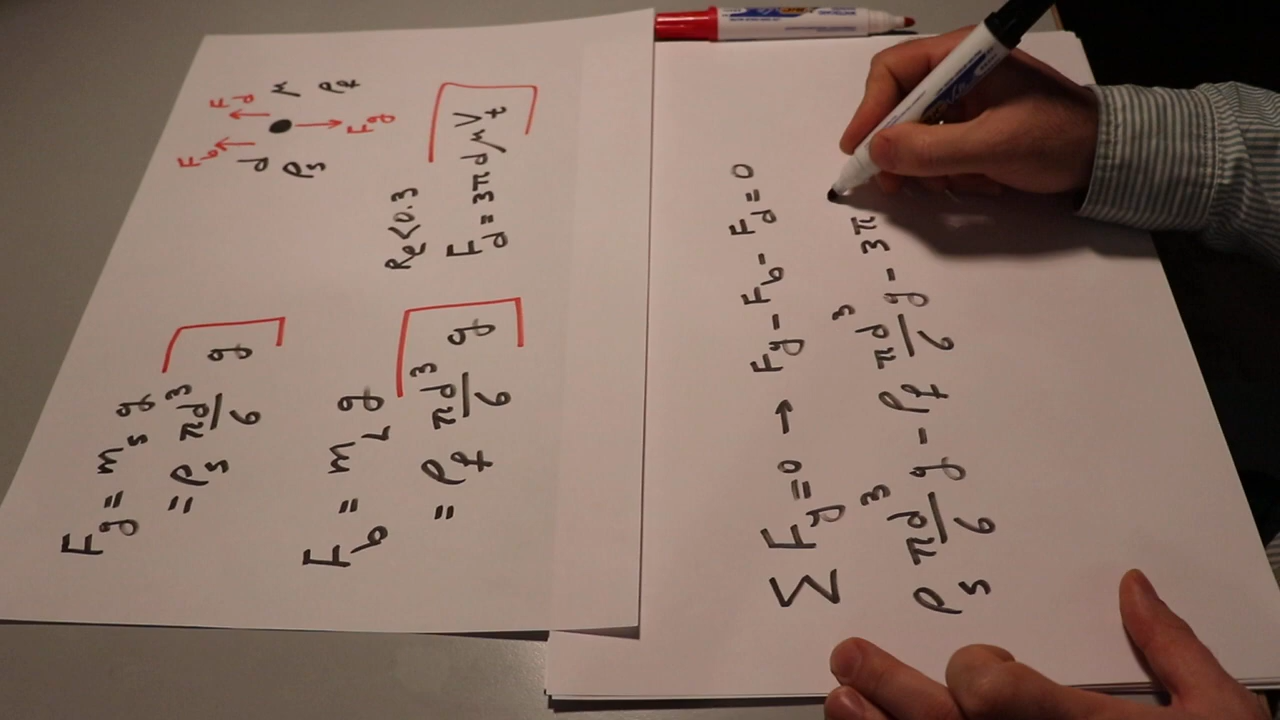 F_d
F_b
μ
ρ_f
d
ρ_s
F_g
F_g = m_s g
= ρ_s πd³/6 g
F_b = m_L g
= ρ_f πd³/6 g
Re<0.3
F_d = 3πdμV_t
ΣF_y=0 → F_g - F_b - F_d = 0
ρ_s πd³/6 g - ρ_f πd³/6 g - 3π